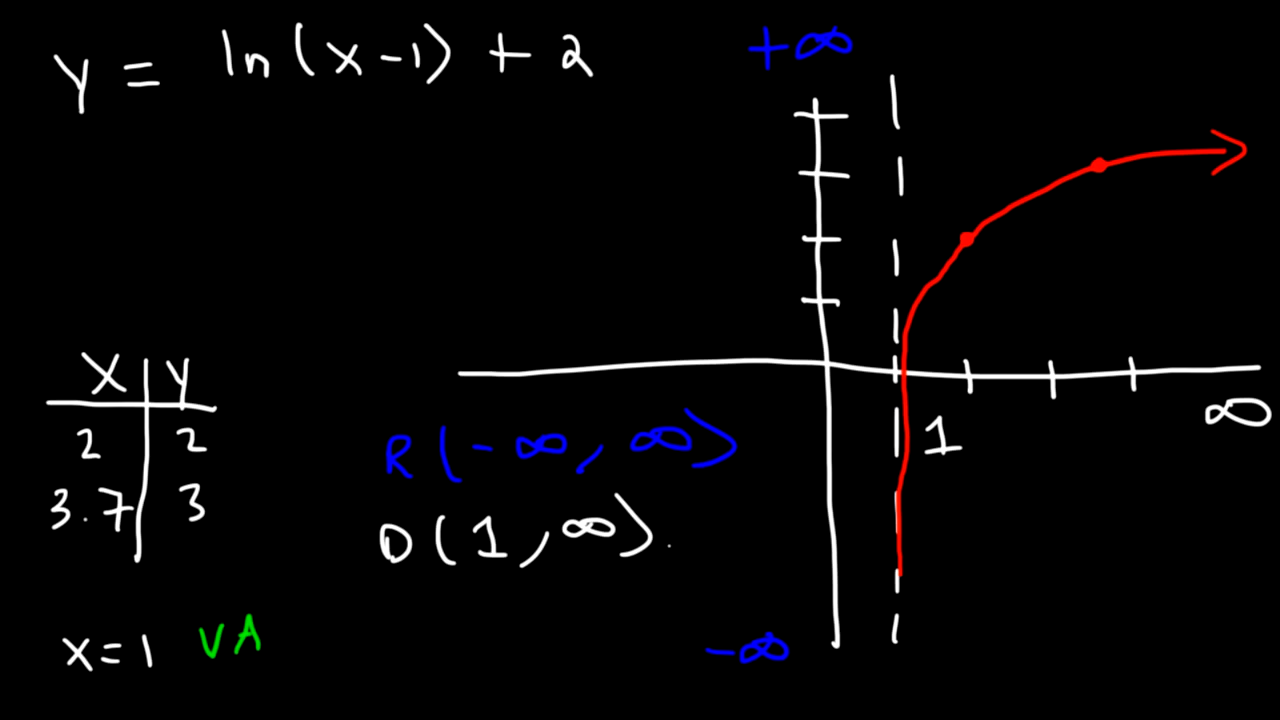 y = ln(x-1) + 2
+∞
X Y
2 2
3.7 3
R (-∞, ∞)
D (1, ∞).
1
∞
x=1 VA
-∞